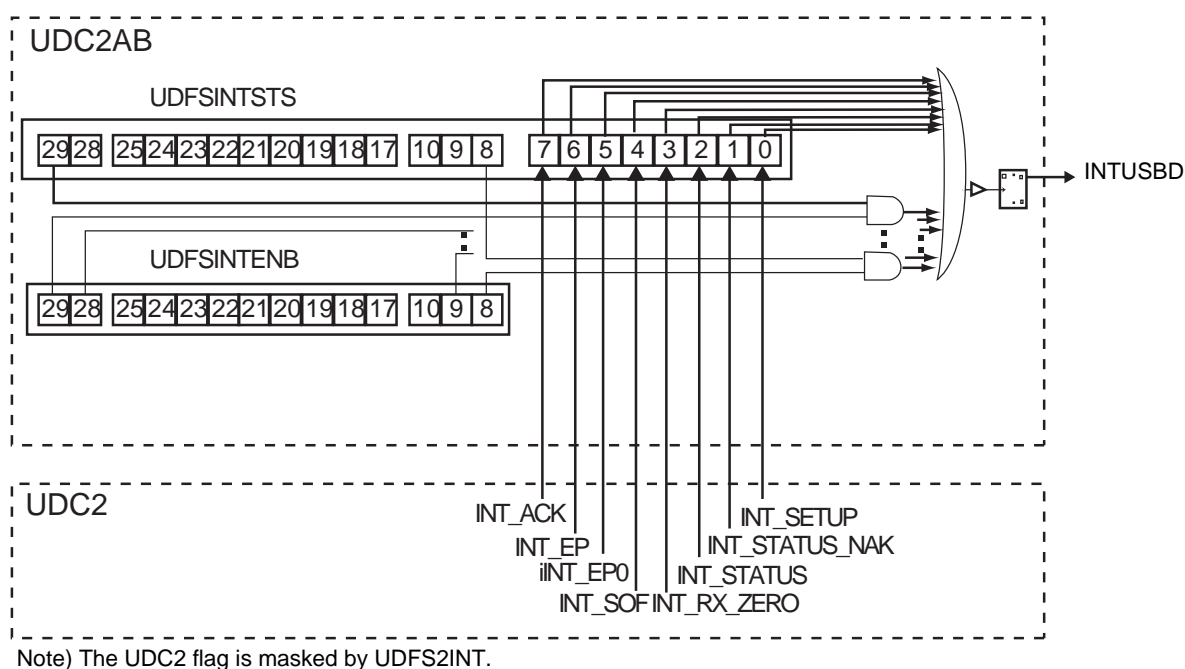 UDC2AB
UDFSINTSTS
29 28 25 24 23 22 21 20 19 18 17 10 9 8 7 6 5 4 3 2 1 0
INTUSBD
UDFSINTENB
29 28 25 24 23 22 21 20 19 18 17 10 9 8
UDC2
INT_ACK INT_SETUP
INT_EP INT_STATUS_NAK
iINT_EP0 INT_STATUS
INT_SOF INT_RX_ZERO
Note) The UDC2 flag is masked by UDFS2INT.